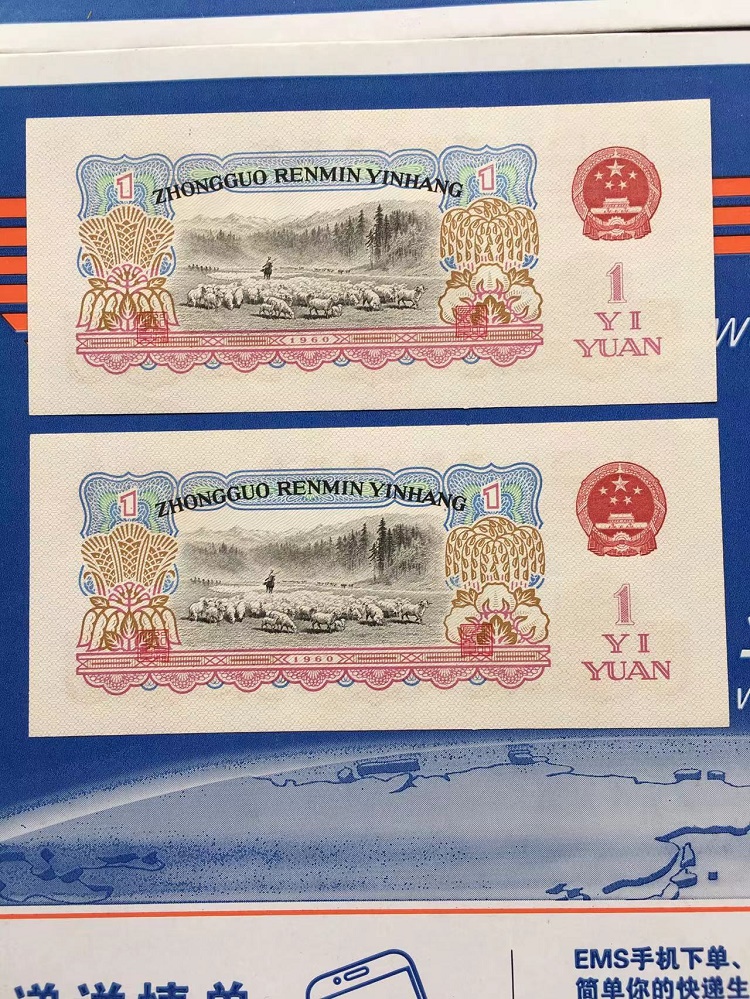 1
ZHONGGUO RENMIN YINHANG
1
1960
1
YI
YUAN
W
1
ZHONGGUO RENMIN YINHANG
1
1960
1
YI
YUAN
EMS手机下单、
简单你的快递生